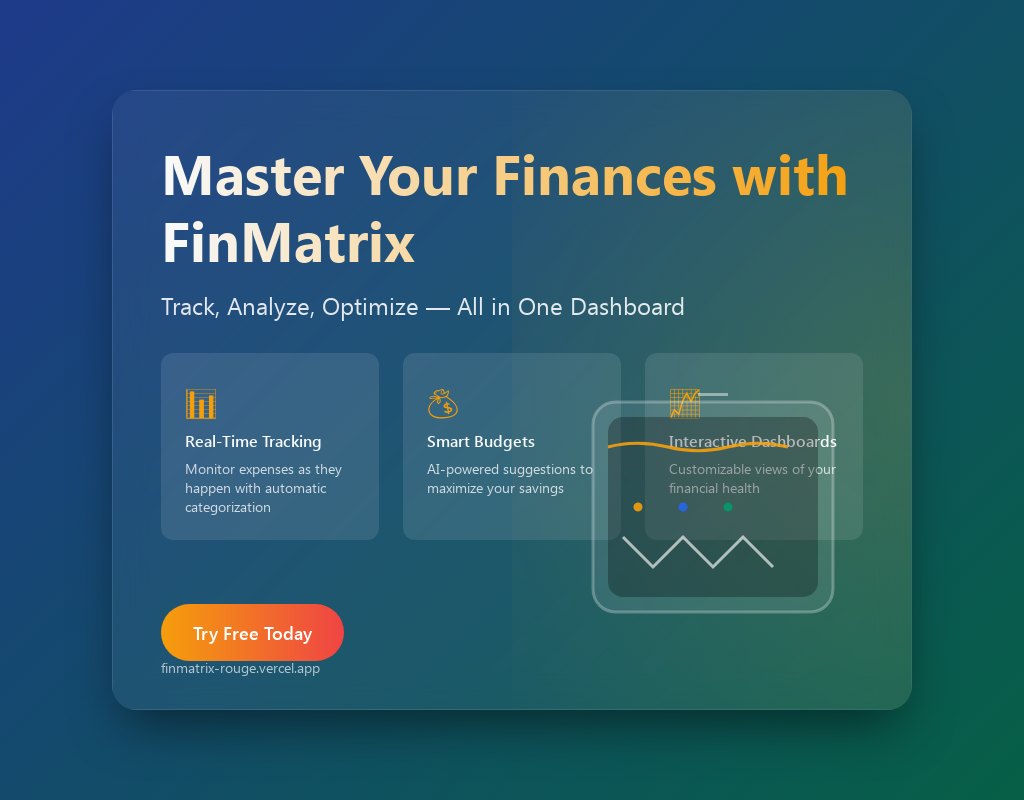 Master Your Finances with
FinMatrix
Track, Analyze, Optimize — All in One Dashboard
Real-Time Tracking
Monitor expenses as they
happen with automatic
categorization
Smart Budgets
AI-powered suggestions to
maximize your savings
Interactive Dashboards
Customizable views of your
financial health
Try Free Today
finmatrix-rouge.vercel.app